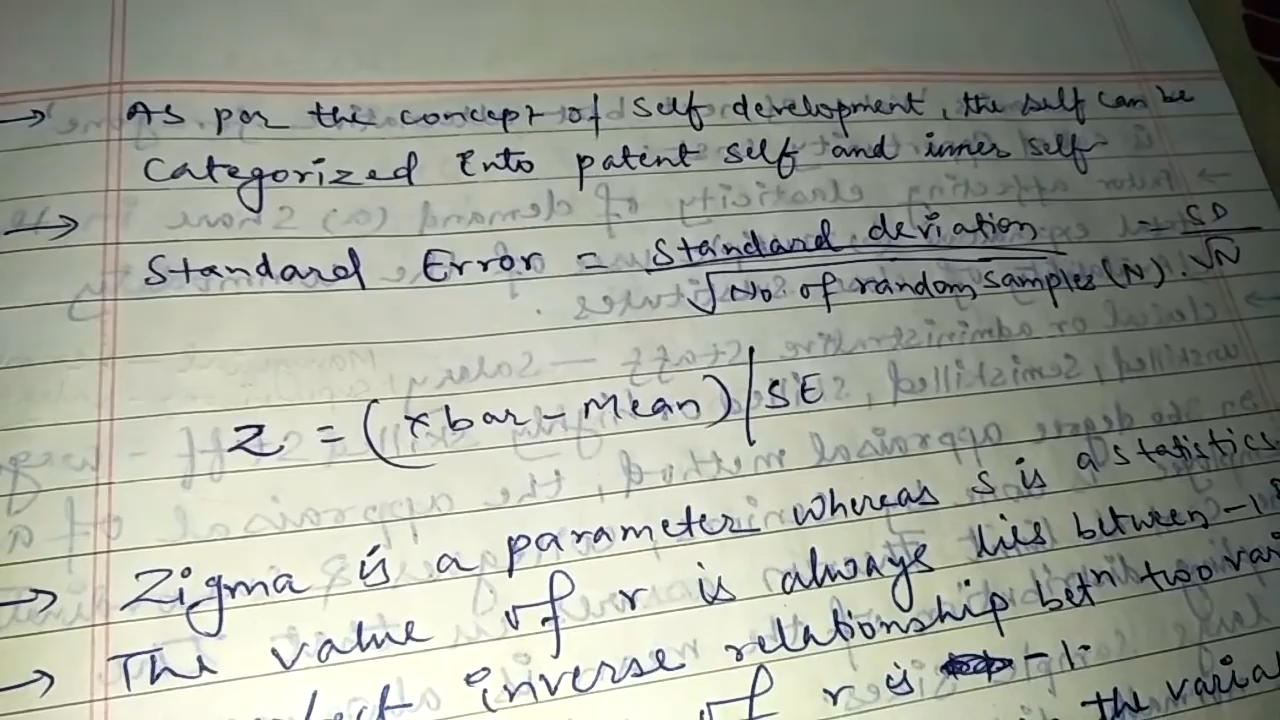 → As per the concept of self development, the self can be
categorized into patent self and inner self
→ Standard Error = Standard deviation / √No of random samples (N) . = SD / √N
Z = (x bar - Mean) | SE
→ Zigma is a parameter whereas S is a statistics
→ The value of r is always lies between -1
inverse relationship betn two vari
of r is -1.
the varia